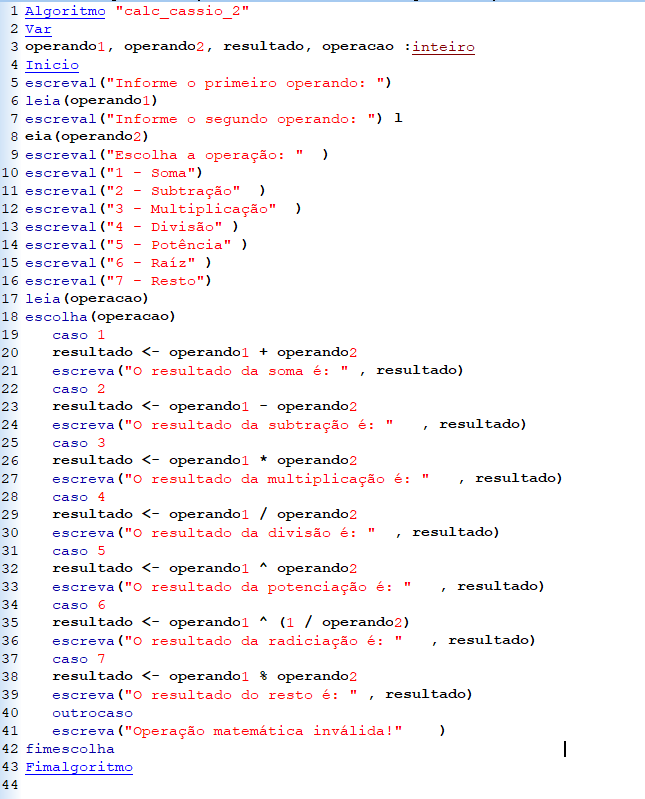 1 Algoritmo "calc_cassio_2"
2 Var
3 operando1, operando2, resultado, operacao :inteiro
4 Inicio
5 escreval("Informe o primeiro operando: ")
6 leia(operando1)
7 escreval("Informe o segundo operando: ") l
8 eia(operando2)
9 escreval("Escolha a operação: "  )
10 escreval("1 - Soma")
11 escreval("2 - Subtração"  )
12 escreval("3 - Multiplicação"  )
13 escreval("4 - Divisão" )
14 escreval("5 - Potência" )
15 escreval("6 - Raíz" )
16 escreval("7 - Resto")
17 leia(operacao)
18 escolha(operacao)
19    caso 1
20    resultado <- operando1 + operando2
21    escreva("O resultado da soma é: " , resultado)
22    caso 2
23    resultado <- operando1 - operando2
24    escreva("O resultado da subtração é: "   , resultado)
25    caso 3
26    resultado <- operando1 * operando2
27    escreva("O resultado da multiplicação é: "   , resultado)
28    caso 4
29    resultado <- operando1 / operando2
30    escreva("O resultado da divisão é: "  , resultado)
31    caso 5
32    resultado <- operando1 ^ operando2
33    escreva("O resultado da potenciação é: "   , resultado)
34    caso 6
35    resultado <- operando1 ^ (1 / operando2)
36    escreva("O resultado da radiciação é: "   , resultado)
37    caso 7
38    resultado <- operando1 % operando2
39    escreva("O resultado do resto é: " , resultado)
40    outrocaso
41    escreva("Operação matemática inválida!"    )
42 fimescolha
43 Fimalgoritmo
44